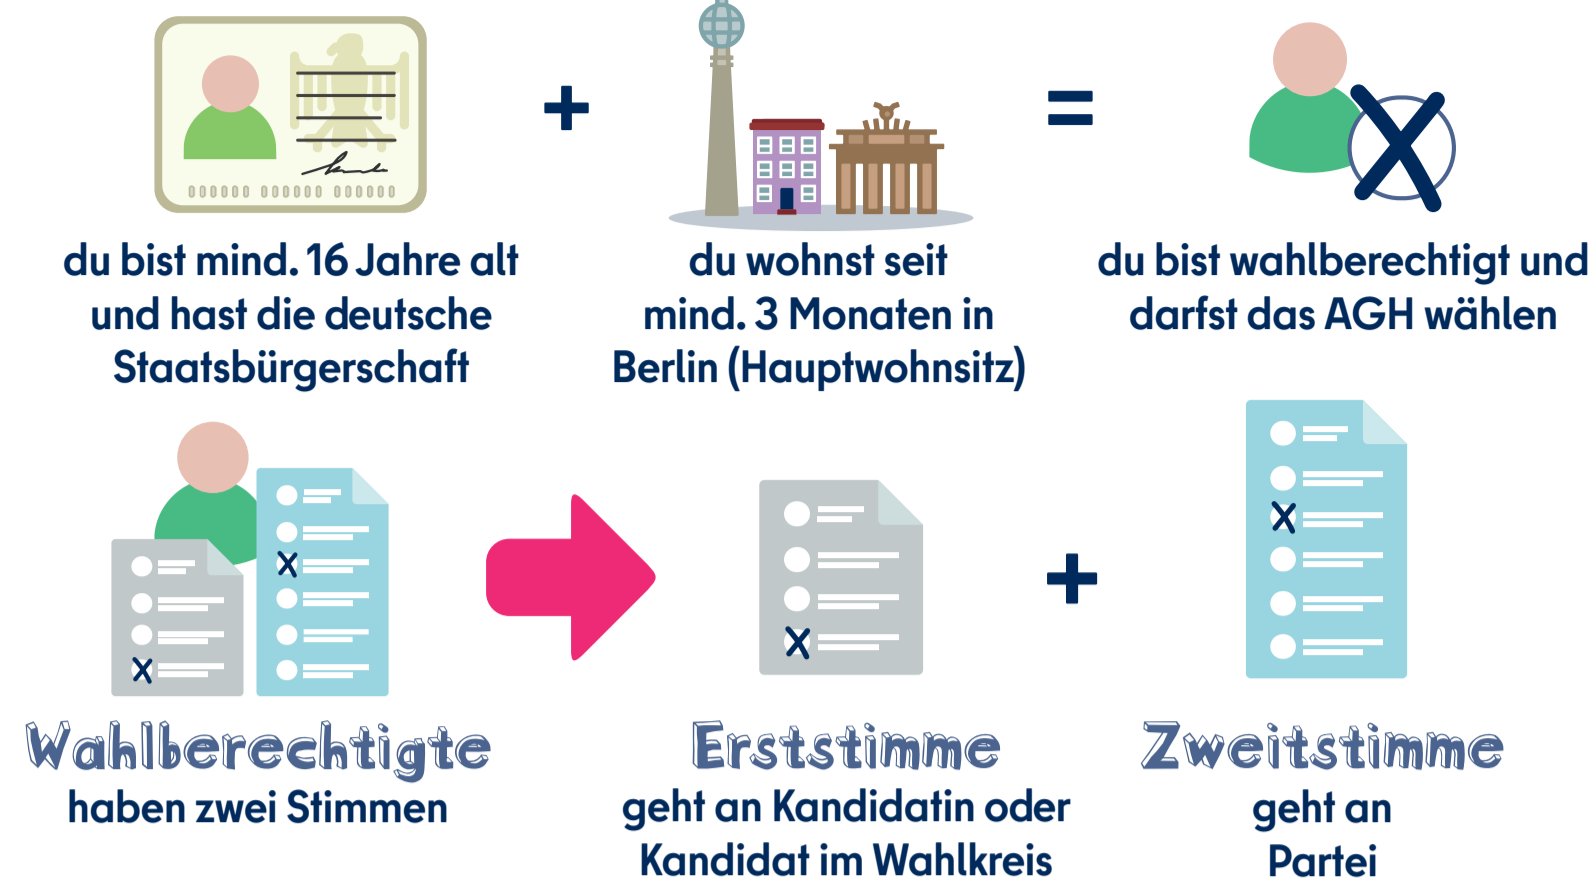 du bist mind. 16 Jahre alt
und hast die deutsche
Staatsbürgerschaft
du wohnst seit
mind. 3 Monaten in
Berlin (Hauptwohnsitz)
du bist wahlberechtigt und
darfst das AGH wählen
Wahlberechtigte
haben zwei Stimmen
Erststimme
geht an Kandidatin oder
Kandidat im Wahlkreis
Zweitstimme
geht an
Partei